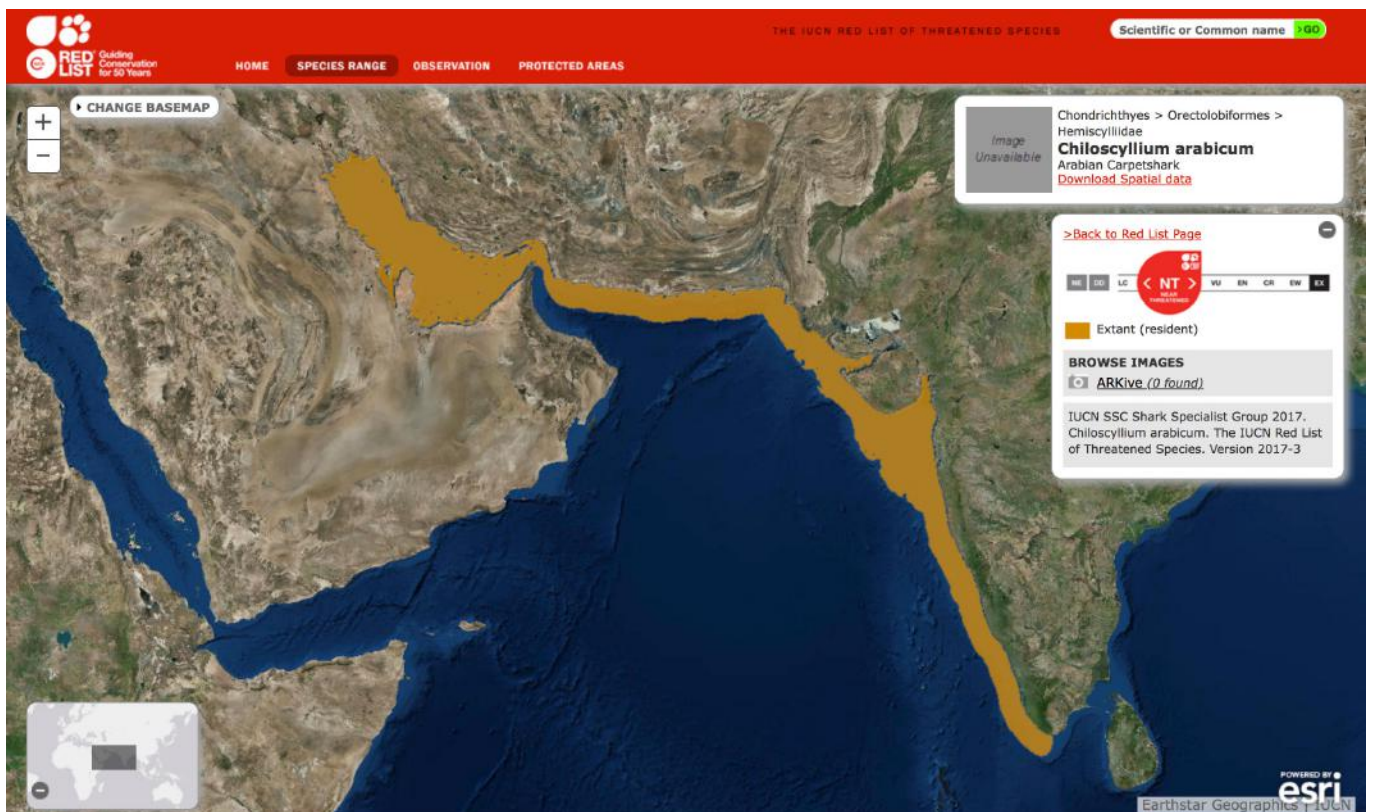 THE IUCN RED LIST OF THREATENED SPECIES
Scientific or Common name >GO
RED LIST
Guiding
Conservation
for 50 Years
HOME SPECIES RANGE OBSERVATION PROTECTED AREAS
+
−
CHANGE BASEMAP
Image
Unavailable
Chondrichthyes > Orectolobiformes >
Hemiscylliidae
Chiloscyllium arabicum
Arabian Carpetshark
Download Spatial data
>Back to Red List Page
NE DD LC < NT > VU EN CR EW EX
NEAR
THREATENED
Extant (resident)
BROWSE IMAGES
ARKive (0 found)
IUCN SSC Shark Specialist Group 2017.
Chiloscyllium arabicum. The IUCN Red List
of Threatened Species. Version 2017-3
POWERED BY
esri
Earthstar Geographics | IUCN